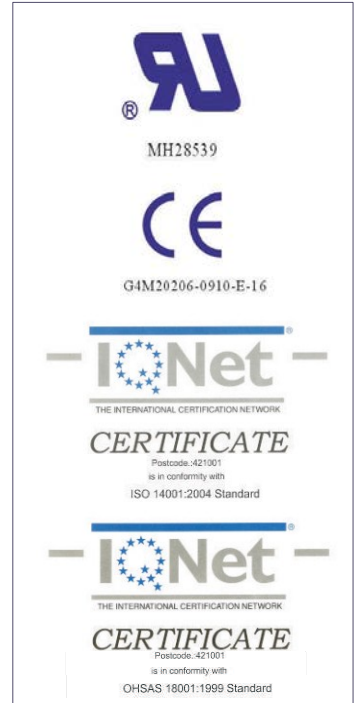 RU
®
MH28539
CE
G4M20206-0910-E-16
®
IQNet
THE INTERNATIONAL CERTIFICATION NETWORK
CERTIFICATE
Postcode.:421001
is in conformity with
ISO 14001:2004 Standard
®
IQNet
THE INTERNATIONAL CERTIFICATION NETWORK
CERTIFICATE
Postcode.:421001
is in conformity with
OHSAS 18001:1999 Standard